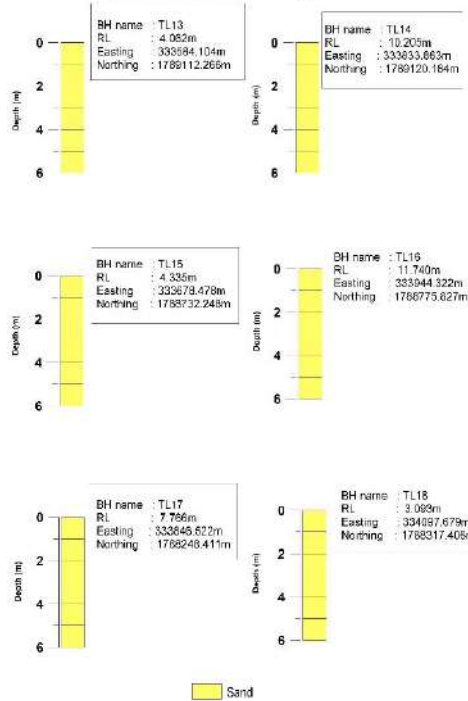 BH name : TL13
RL : 4.082m
Easting : 333584.104m
Northing : 1789112.266m
0
2
4
6
Depth (m)
BH name : TL14
RL : 10.205m
Easting : 333833.863m
Northing : 1789120.184m
0
2
4
6
Depth (m)
BH name : TL15
RL : 4.335m
Easting : 333678.478m
Northing : 1788732.246m
0
2
4
6
Depth (m)
BH name : TL16
RL : 11.740m
Easting : 333944.322m
Northing : 1788775.827m
0
2
4
6
Depth (m)
BH name : TL17
RL : 7.766m
Easting : 333846.522m
Northing : 1788248.411m
0
2
4
6
Depth (m)
BH name : TL18
RL : 3.093m
Easting : 334097.679m
Northing : 1788317.406
0
2
4
6
Depth (m)
Sand